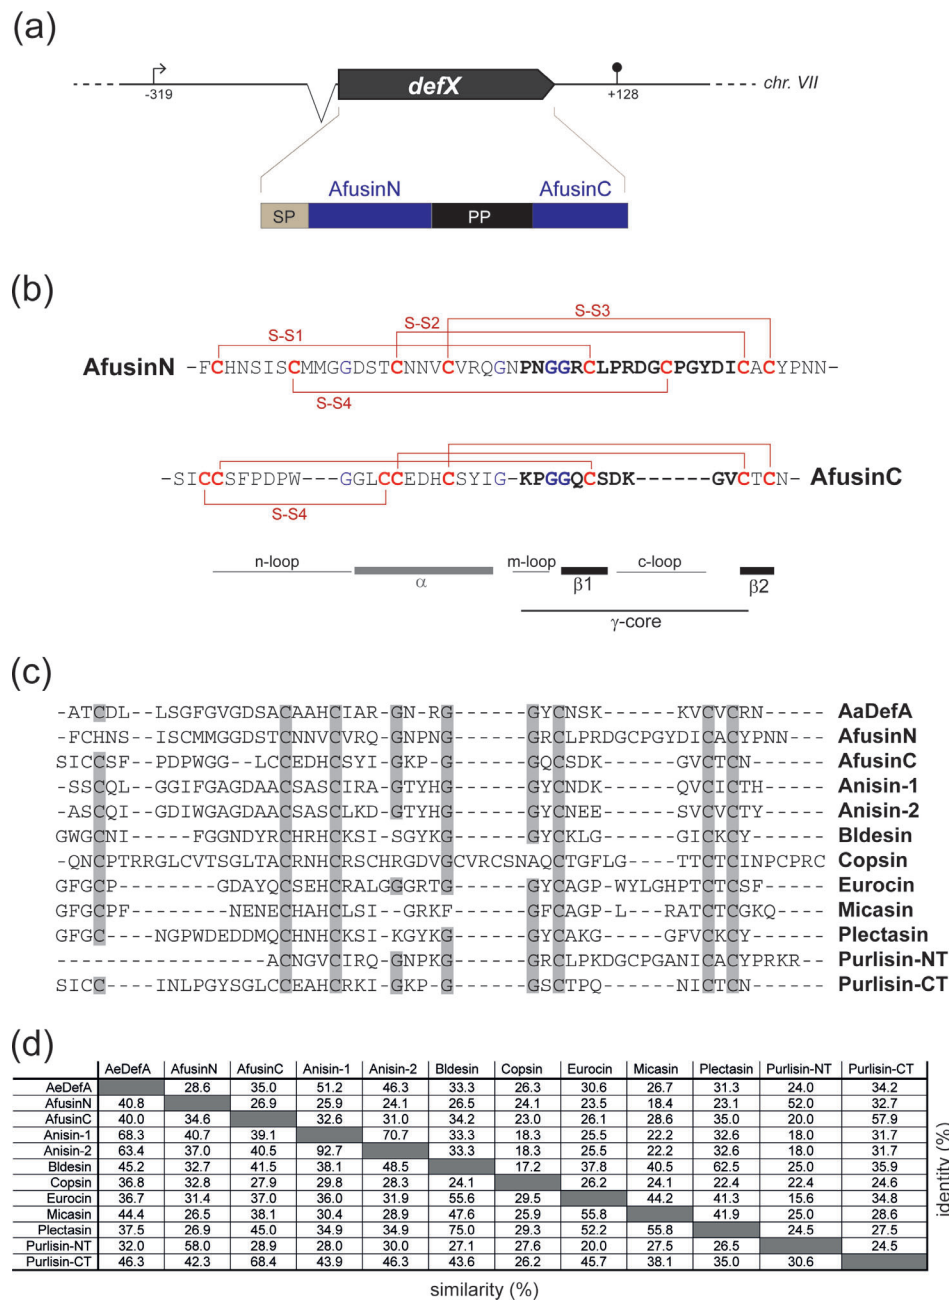 (a)
defX
chr. VII
-319
+128
AfusinN
AfusinC
SP
PP
(b)
S-S3
S-S2
S-S1
AfusinN -FCHNSISCMMGGDSTCNNVCVRQGNPNGGRCLPRDGCPGYDICACYPNN-
S-S4
-SICCSFPDPW---GGLCCEDHCSYIG-KPGGQCSDK------GVCTCN- AfusinC
S-S4
n-loop
m-loop
c-loop
α
β1
β2
γ-core
(c)
-ATCDL--LSGFGVGDSACAAHCIAR-GN-RG------GYCNSK------KVCVCRN----- AaDefA
-FCHNS--ISCMMGGDSTCNNVCVRQ-GNPNG------GRCLPRDGCPGYDICACYPNN--- AfusinN
SICCSF--PDPWGG--LCCEDHCSYI-GKP-G------GQCSDK------GVCTCN------ AfusinC
-SSCQL--GGIFGAGDAACSASCIRA-GTYHG------GYCNDK------QVCICTH----- Anisin-1
-ASCQI--GDIWGAGDAACSASCLKD-GTYHG------GYCNEE------SVCVCTY----- Anisin-2
GWGCNI-----FGGNDYRCHRHCKSI-SGYKG------GYCKLG------GICKCY------ Bldesin
-QNCPTRRGLCVTSGLTACRNHCRSCHRGDVGCVRCSNAQCTGFLG----TTCTCINPCPRC Copsin
GFGCP--------GDAYQCSEHCRALGGGRTG------GYCAGP-WYLGHPTCTCSF----- Eurocin
GFGCPF-------NENECHAHCLSI-GRKF------GFCAGP-L---RATCTCGKQ---- Micasin
GFGC----NGPWDEDDMQCHNHCKSI-KGYKG------GYCAKG-----GFVCKCY------ Plectasin
-----------------ACNGVCIRQ-GNPKG------GRCLPKDGCPGANICACYPRKR-- Purlisin-NT
SICC----INLPGYSGLCCEAHCRKI-GKP-G------GSCTPQ------NICTCN------ Purlisin-CT
(d)
AeDefA AfusinN AfusinC Anisin-1 Anisin-2 Bldesin Copsin Eurocin Micasin Plectasin Purlisin-NT Purlisin-CT
AeDefA 28.6 35.0 51.2 46.3 33.3 26.3 30.6 26.7 31.3 24.0 34.2
AfusinN 40.8 26.9 25.9 24.1 26.5 24.1 23.5 18.4 23.1 52.0 32.7
AfusinC 40.0 34.6 32.6 31.0 34.2 23.0 26.1 28.6 35.0 20.0 57.9
Anisin-1 68.3 40.7 39.1 70.7 33.3 18.3 25.5 22.2 32.6 18.0 31.7
Anisin-2 63.4 37.0 40.5 92.7 33.3 18.3 25.5 22.2 32.6 18.0 31.7
Bldesin 45.2 32.7 41.5 38.1 48.5 17.2 37.8 40.5 62.5 25.0 35.9
Copsin 36.8 32.8 27.9 29.8 28.3 24.1 26.2 24.1 22.4 22.4 24.6
Eurocin 36.7 31.4 37.0 36.0 31.9 55.6 29.5 44.2 41.3 15.6 34.8
Micasin 44.4 26.5 38.1 30.4 28.9 47.6 25.9 55.8 41.9 25.0 28.6
Plectasin 37.5 26.9 45.0 34.9 34.9 75.0 29.3 52.2 55.8 24.5 27.5
Purlisin-NT 32.0 58.0 28.9 28.0 30.0 27.1 27.6 20.0 27.5 26.5 24.5
Purlisin-CT 46.3 42.3 68.4 43.9 46.3 43.6 26.2 45.7 38.1 35.0 30.6
identity (%)
similarity (%)